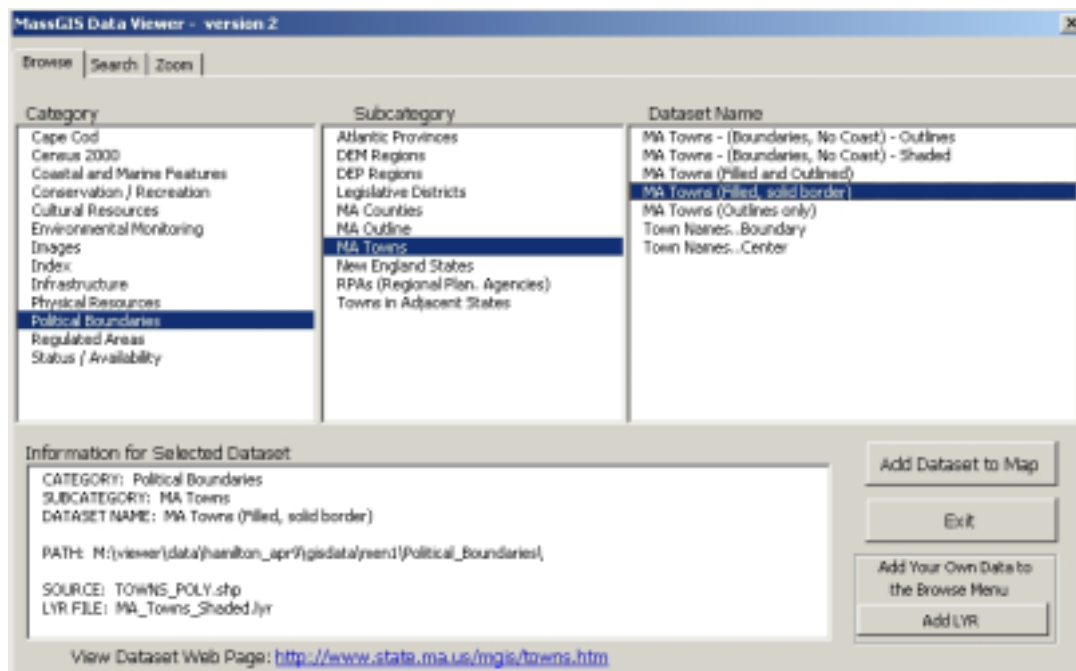 MassGIS Data Viewer - version 2
Browse Search Zoom
Category
Cape Cod
Census 2000
Coastal and Marine Features
Conservation / Recreation
Cultural Resources
Environmental Monitoring
Images
Index
Infrastructure
Physical Resources
Political Boundaries
Regulated Areas
Status / Availability
Subcategory
Atlantic Provinces
DEM Regions
DEP Regions
Legislative Districts
MA Counties
MA Outline
MA Towns
New England States
RPAs (Regional Plan. Agencies)
Towns in Adjacent States
Dataset Name
MA Towns - (Boundaries, No Coast) - Outlines
MA Towns - (Boundaries, No Coast) - Shaded
MA Towns (Filled and Outlined)
MA Towns (Filled, solid border)
MA Towns (Outlines only)
Town Names..Boundary
Town Names..Center
Information for Selected Dataset
CATEGORY: Political Boundaries
SUBCATEGORY: MA Towns
DATASET NAME: MA Towns (Filled, solid border)
PATH: M:\viewer\data\hamilton_apr9\gisdata\men1\Political_Boundaries\
SOURCE: TOWNS_POLY.shp
LYR FILE: MA_Towns_Shaded.lyr
View Dataset Web Page: http://www.state.ma.us/mgis/towns.htm
Add Dataset to Map
Exit
Add Your Own Data to
the Browse Menu
Add LYR